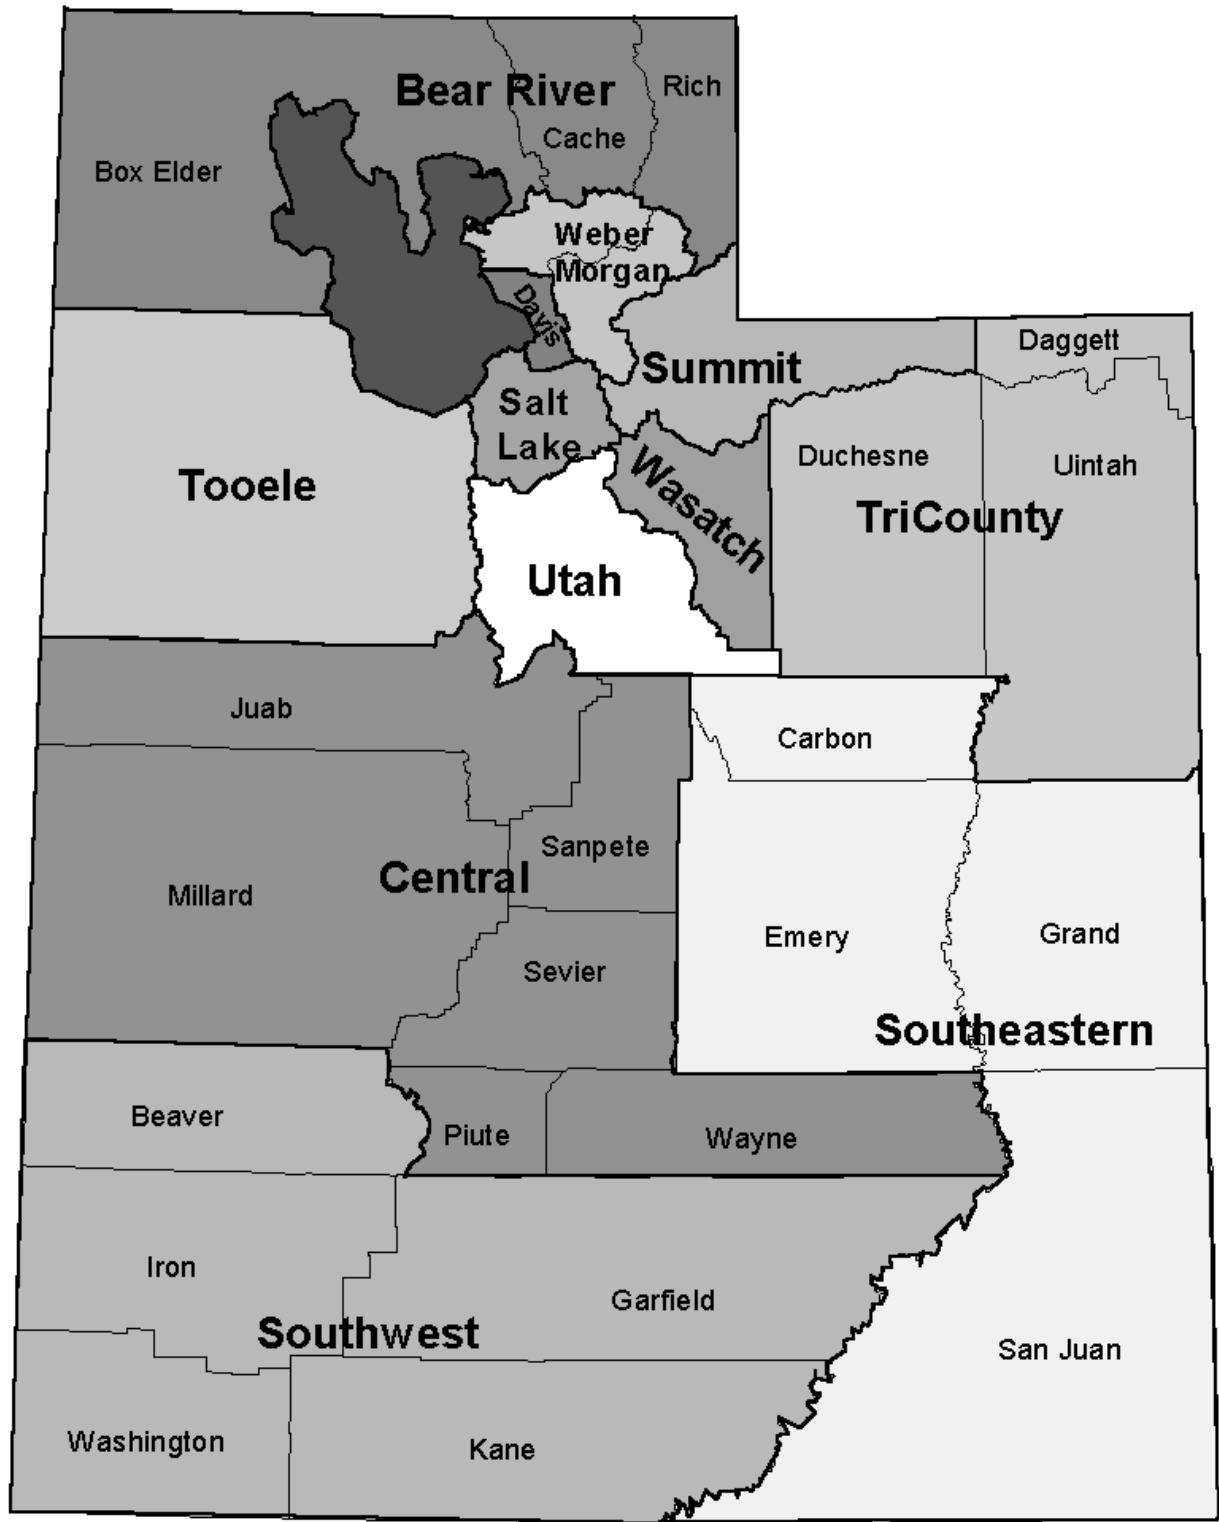 Rich
Bear River
Cache
Box Elder
Weber
Morgan
Davis
Daggett
Summit
Salt
Lake
Duchesne
Uintah
Wasatch
Tooele
TriCounty
Utah
Juab
Carbon
Sanpete
Central
Millard
Emery
Grand
Sevier
Southeastern
Beaver
Piute
Wayne
Iron
Garfield
Southwest
San Juan
Washington
Kane